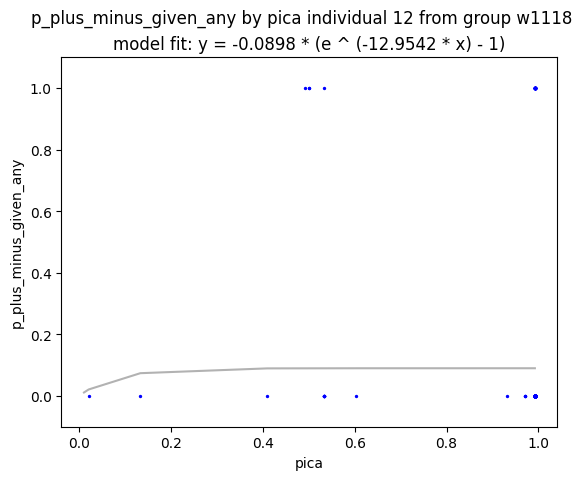 p_plus_minus_given_any by pica individual 12 from group w1118
model fit: y = -0.0898 * (e ^ (-12.9542 * x) - 1)
1.0
0.8
0.6
0.4
0.2
0.0
p_plus_minus_given_any
0.0 0.2 0.4 0.6 0.8 1.0
pica